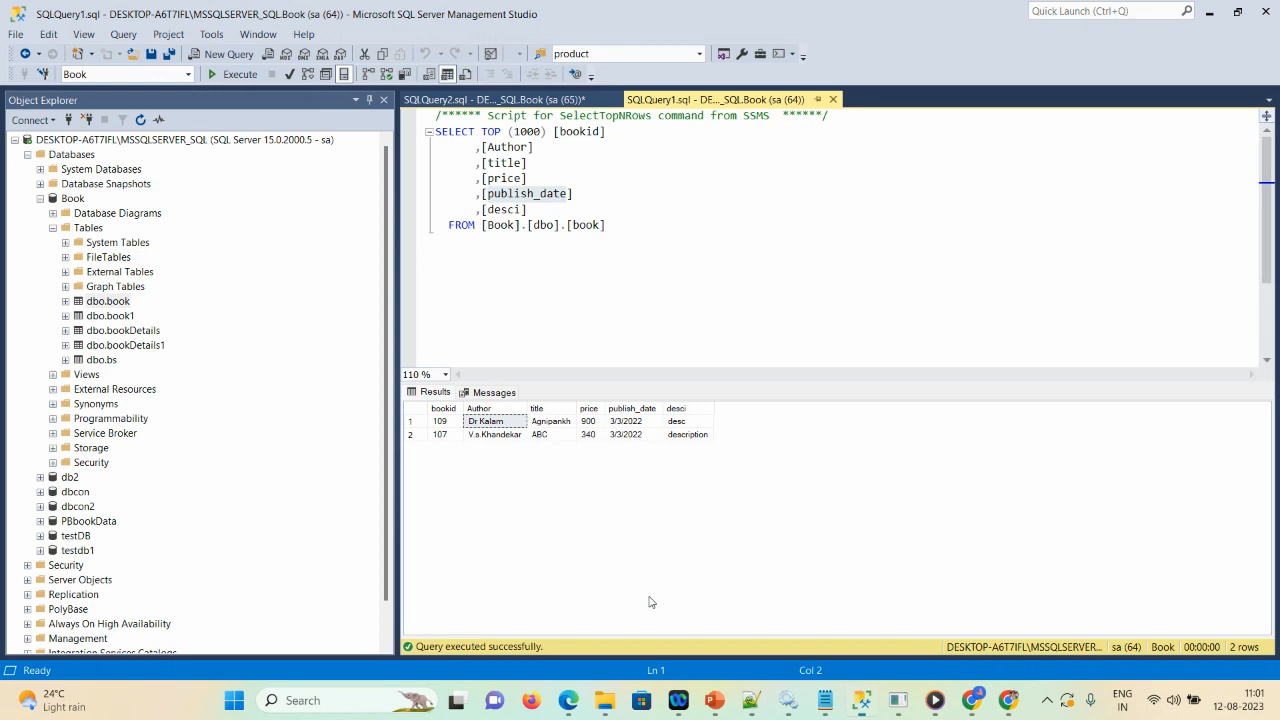 SQLQuery1.sql - DESKTOP-A6T7IFL\MSSQLSERVER_SQL.Book (sa (64)) - Microsoft SQL Server Management Studio
Quick Launch (Ctrl+Q)
File Edit View Query Project Tools Window Help
New Query MDX DMX XMLA DAX product
Book Execute
Object Explorer
SQLQuery2.sql - DE..._SQL.Book (sa (65))*
SQLQuery1.sql - DE..._SQL.Book (sa (64))
Connect
DESKTOP-A6T7IFL\MSSQLSERVER_SQL (SQL Server 15.0.2000.5 - sa)
Databases
System Databases
Database Snapshots
Book
Database Diagrams
Tables
System Tables
FileTables
External Tables
Graph Tables
dbo.book
dbo.book1
dbo.bookDetails
dbo.bookDetails1
dbo.bs
Views
External Resources
Synonyms
Programmability
Service Broker
Storage
Security
db2
dbcon
dbcon2
PBbookData
testDB
testdb1
Security
Server Objects
Replication
PolyBase
Always On High Availability
Management
Integration Services Catalogs
/****** Script for SelectTopNRows command from SSMS ******/
SELECT TOP (1000) [bookid]
,[Author]
,[title]
,[price]
,[publish_date]
,[desci]
FROM [Book].[dbo].[book]
110 %
Results Messages
bookid Author title price publish_date desci
1 109 Dr Kalam Agnipankh 900 3/3/2022 desc
2 107 V.s.Khandekar ABC 340 3/3/2022 description
Query executed successfully. DESKTOP-A6T7IFL\MSSQLSERVER... sa (64) Book 00:00:00 2 rows
Ready Ln 1 Col 2
24°C
Light rain
Search
4
ENG
IN
11:01
12-08-2023